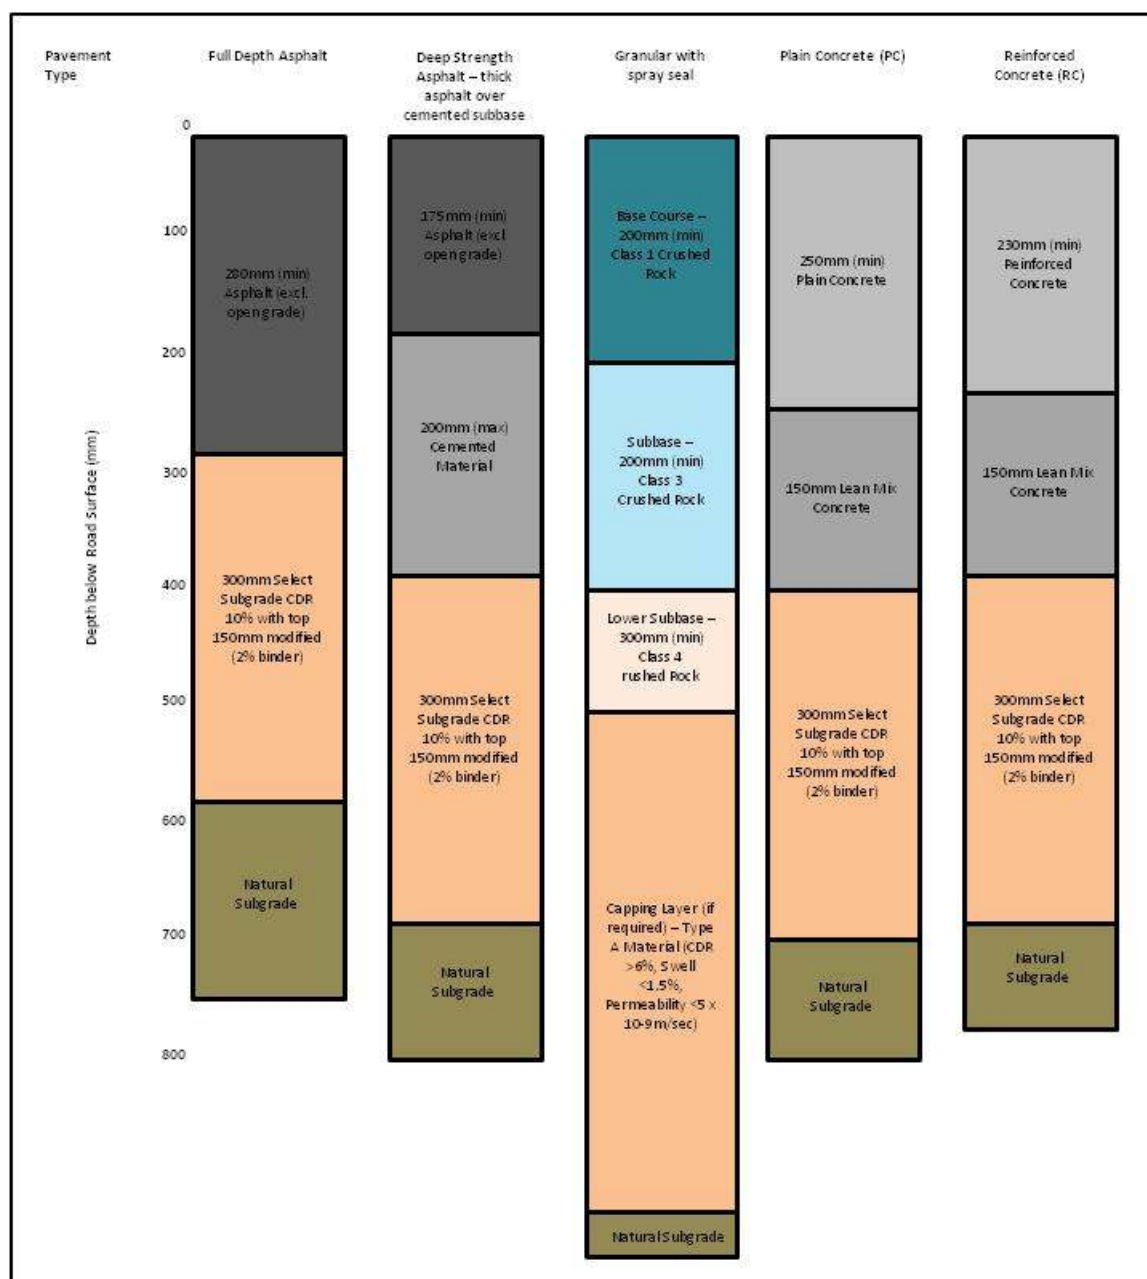 Pavement
Type
Full Depth Asphalt
Deep Strength
Asphalt – thick
asphalt over
cemented subbase
Granular with
spray seal
Plain Concrete (PC)
Reinforced
Concrete (RC)
Depth below Road Surface (mm)
0
100
200
300
400
500
600
700
800
280mm (min)
Asphalt (excl.
open grade)
300mm Select
Subgrade CDR
10% with top
150mm modified
(2% binder)
Natural
Subgrade
175mm (min)
Asphalt (excl.
open grade)
200mm (max)
Cemented
Material
300mm Select
Subgrade CDR
10% with top
150mm modified
(2% binder)
Natural
Subgrade
Base Course –
200mm (min)
Class 1 Crushed
Rock
Subbase –
200mm (min)
Class 3
Crushed Rock
Lower Subbase –
300mm (min)
Class 4
rushed Rock
Capping Layer (if
required) – Type
A Material (CDR
>6%, Swell
<1.5%,
Permeability <5 x
10-9 m/sec)
Natural Subgrade
250mm (min)
Plain Concrete
150mm Lean Mix
Concrete
300mm Select
Subgrade CDR
10% with top
150mm modified
(2% binder)
Natural
Subgrade
230mm (min)
Reinforced
Concrete
150mm Lean Mix
Concrete
300mm Select
Subgrade CDR
10% with top
150mm modified
(2% binder)
Natural
Subgrade